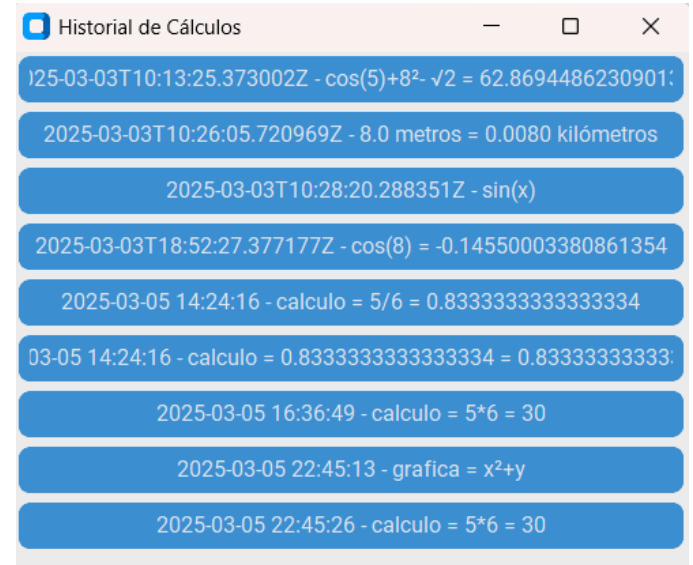 Historial de Cálculos
025-03-03T10:13:25.373002Z - cos(5)+8²- √2 = 62.86944862309013
2025-03-03T10:26:05.720969Z - 8.0 metros = 0.0080 kilómetros
2025-03-03T10:28:20.288351Z - sin(x)
2025-03-03T18:52:27.377177Z - cos(8) = -0.14550003380861354
2025-03-05 14:24:16 - calculo = 5/6 = 0.8333333333333334
03-05 14:24:16 - calculo = 0.8333333333333334 = 0.833333333333
2025-03-05 16:36:49 - calculo = 5*6 = 30
2025-03-05 22:45:13 - grafica = x²+y
2025-03-05 22:45:26 - calculo = 5*6 = 30